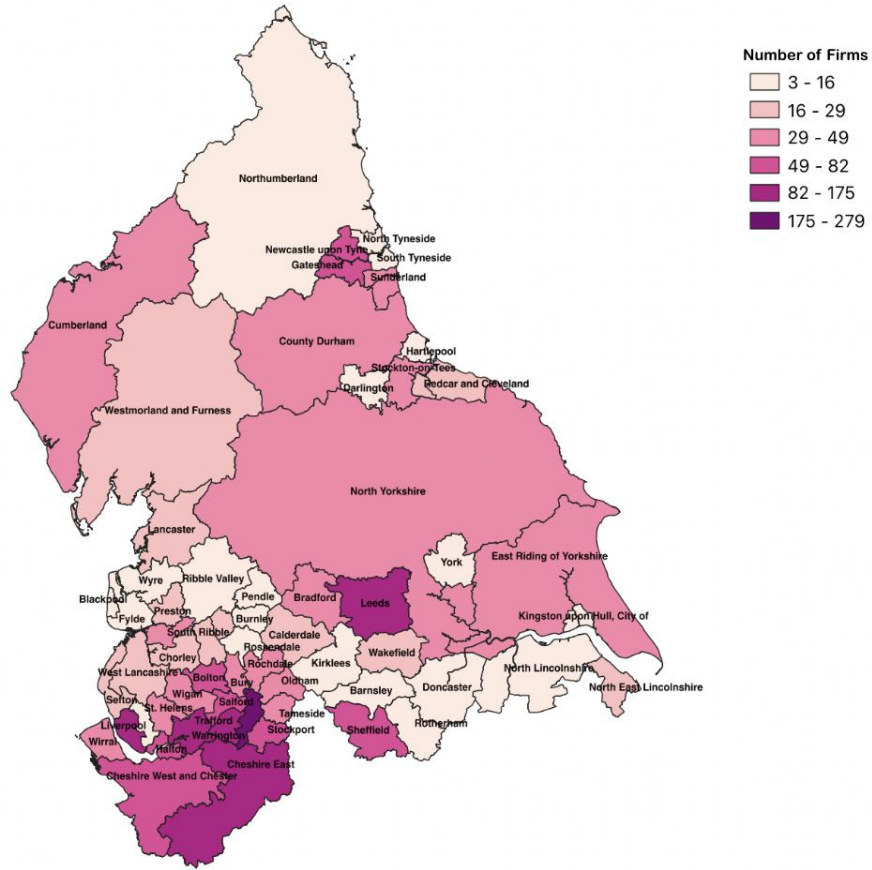 Number of Firms
3 - 16
16 - 29
29 - 49
49 - 82
82 - 175
175 - 279
Northumberland
North Tyneside
Newcastle upon Tyne
South Tyneside
Gateshead
Sunderland
Cumberland
County Durham
Hartlepool
Stockton-on-Tees
Darlington
Redcar and Cleveland
Westmorland and Furness
North Yorkshire
Lancaster
York
East Riding of Yorkshire
Wyre
Ribble Valley
Blackpool
Pendle
Bradford
Leeds
Fylde
Preston
Burnley
Kingston upon Hull, City of
South Ribble
Calderdale
Rossendale
Wakefield
Chorley
Rochdale
Kirklees
West Lancashire
Bolton
Bury
Oldham
Barnsley
Doncaster
North Lincolnshire
North East Lincolnshire
Wigan
Sefton
Salford
St. Helens
Tameside
Liverpool
Trafford
Rotherham
Stockport
Sheffield
Wirral
Warrington
Halton
Cheshire East
Cheshire West and Chester